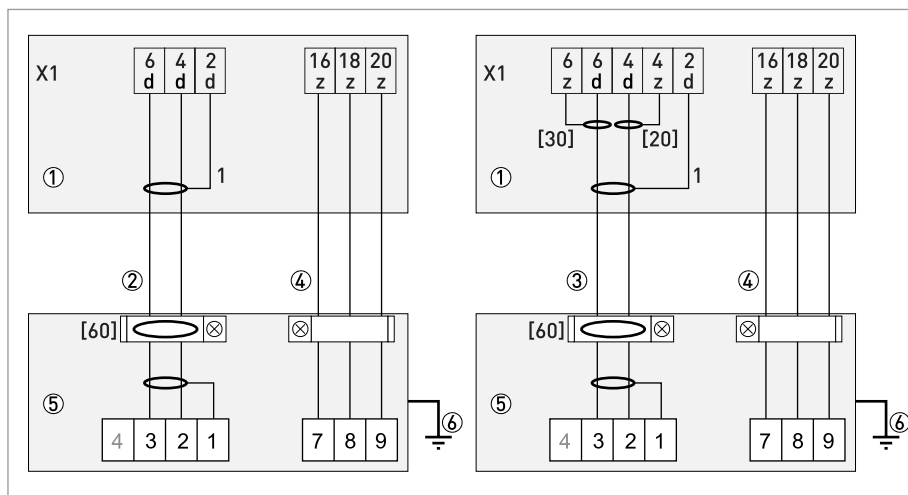 X1
6 4 2
d d d
16 18 20
z z z
[30] [20]
① 1
② ④
[60] ⊗ ⊗
⑤
4 3 2 1
7 8 9
⑥
X1
6 6 4 4 2
z d d z d
16 18 20
z z z
① 1
③ ④
[60] ⊗ ⊗
⑤
4 3 2 1
7 8 9
⑥